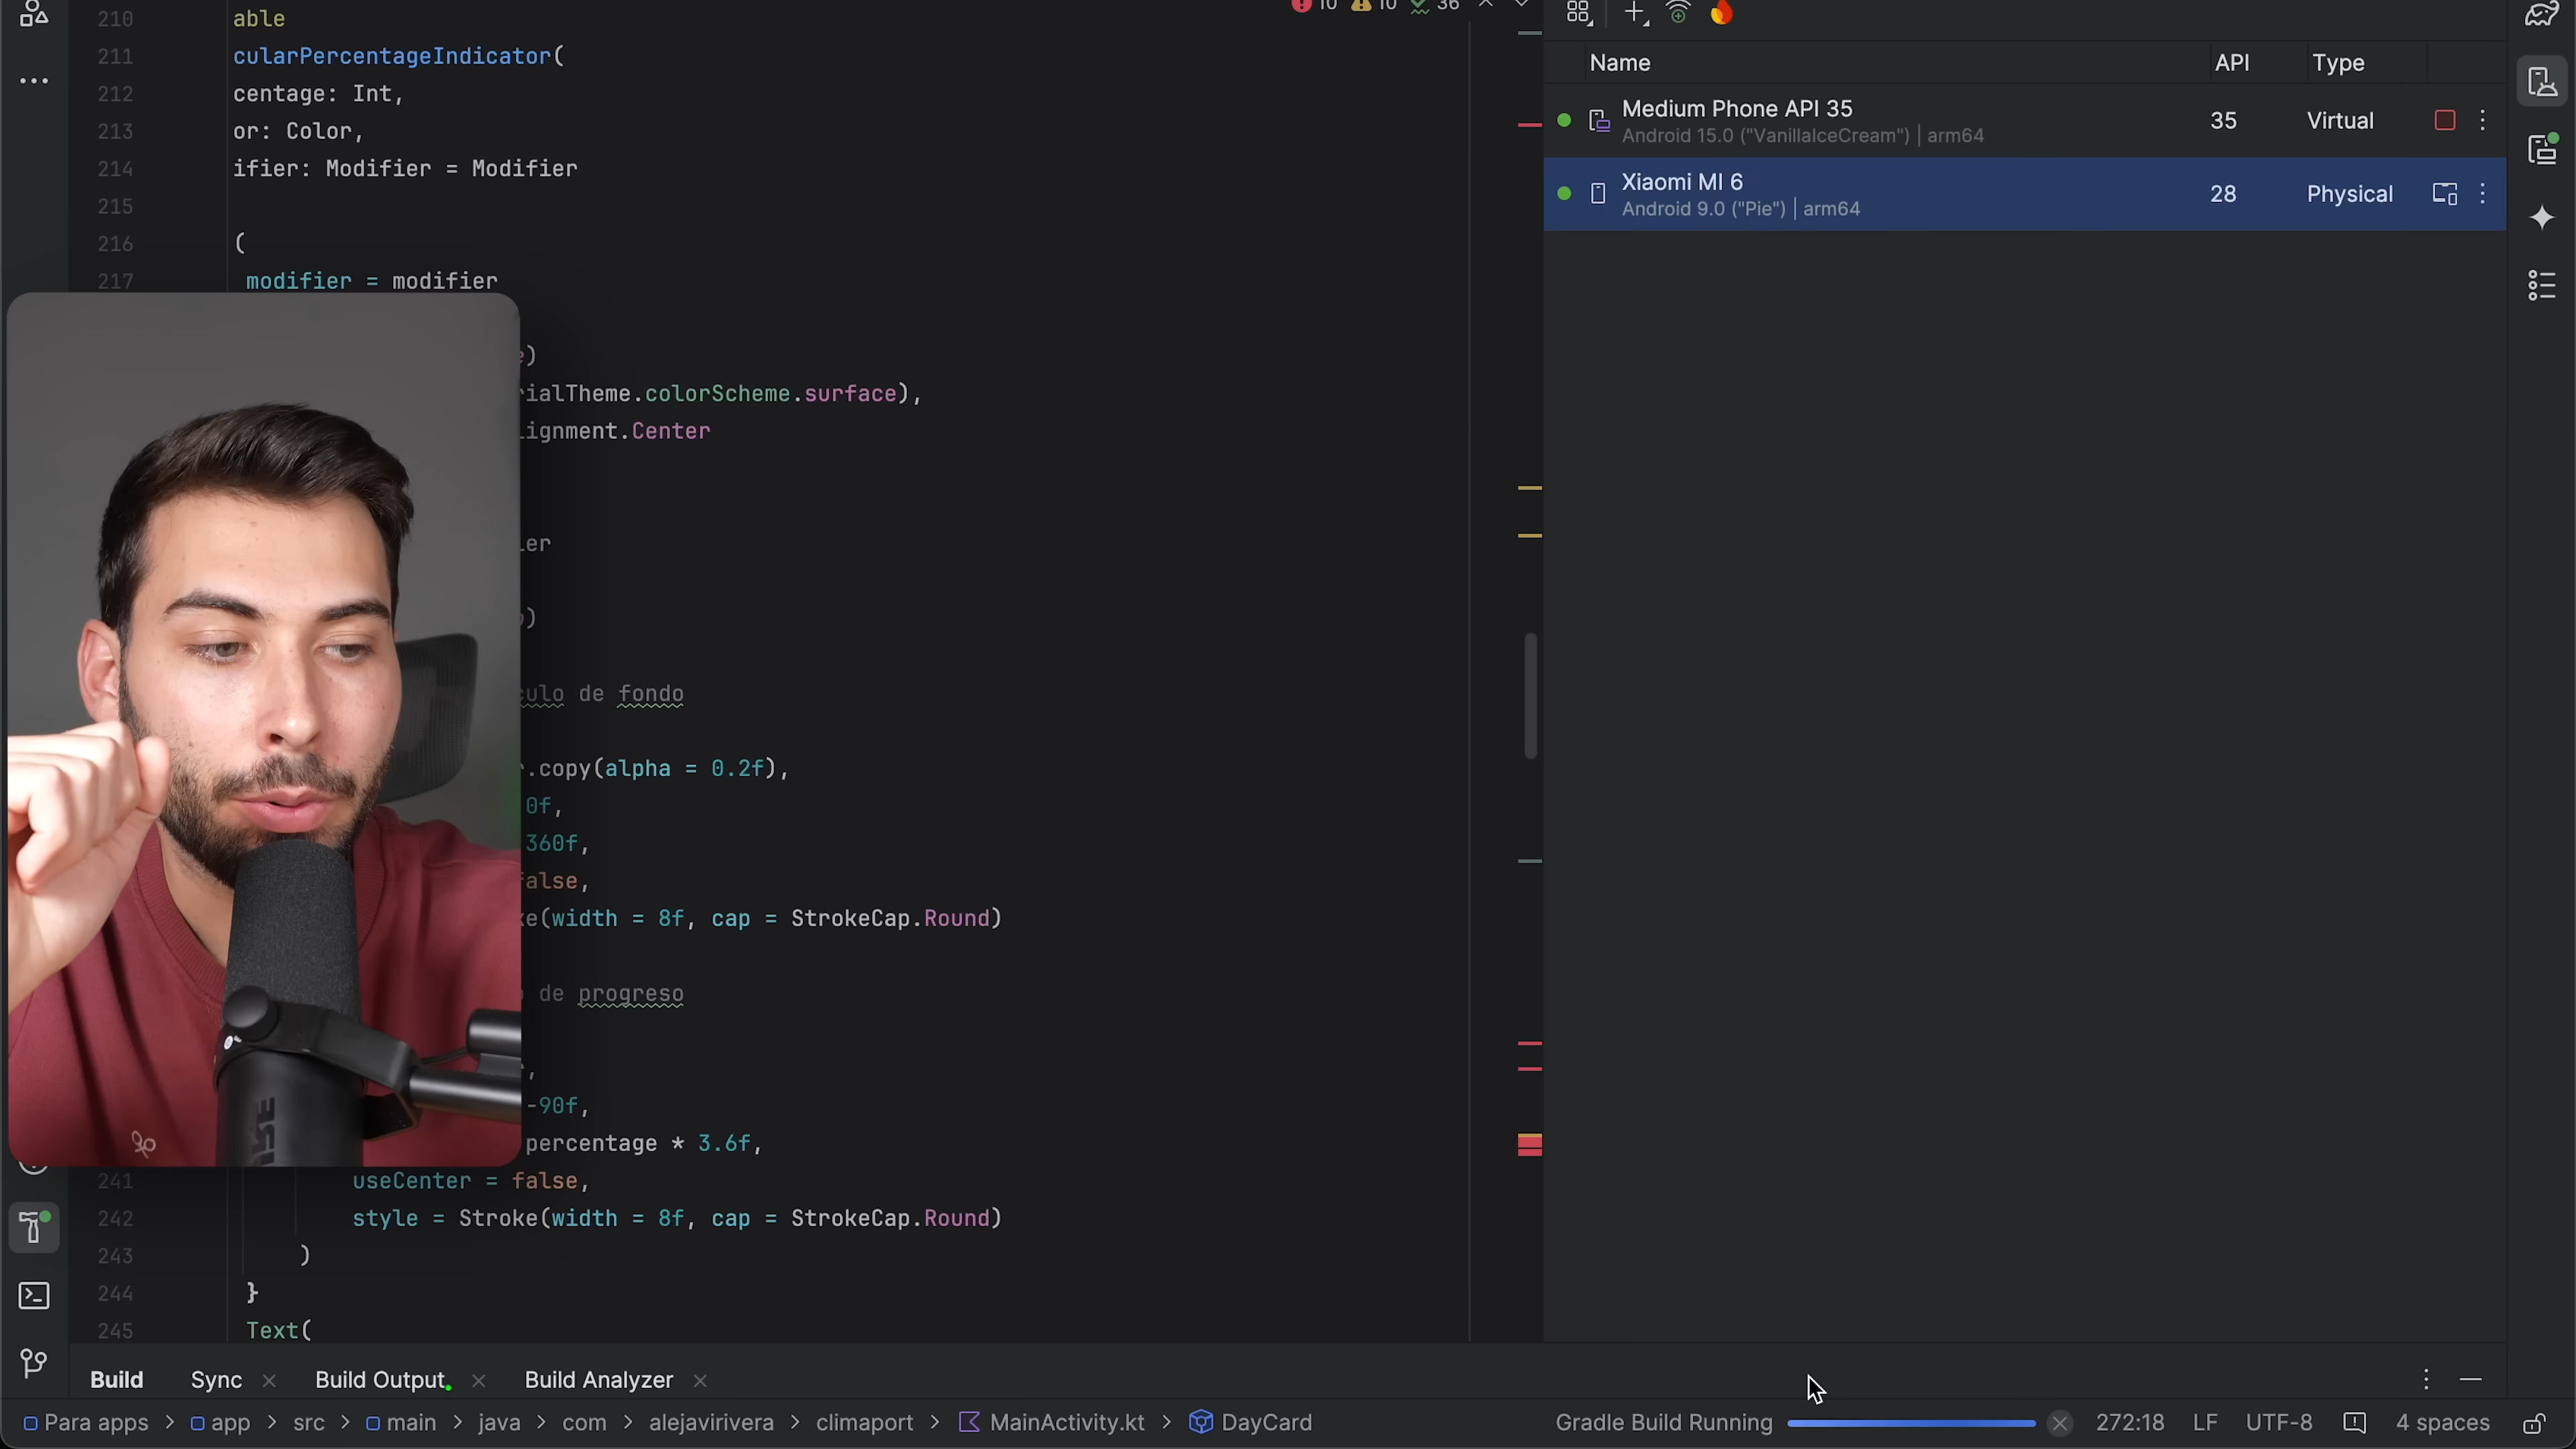 210 able
10 10 36
211 cularPercentageIndicator(
212 centage: Int,
213 or: Color,
214 ifier: Modifier = Modifier
215
216 (
217 modifier = modifier
)
rialTheme.colorScheme.surface),
ignment.Center
er
)
culo de fondo
.copy(alpha = 0.2f),
0f,
360f,
false,
ke(width = 8f, cap = StrokeCap.Round)
de progreso
,
-90f,
percentage * 3.6f,
241 useCenter = false,
242 style = Stroke(width = 8f, cap = StrokeCap.Round)
243 )
244 }
245 Text(
Name API Type
Medium Phone API 35 35 Virtual
Android 15.0 ("VanillaIceCream") | arm64
Xiaomi MI 6 28 Physical
Android 9.0 ("Pie") | arm64
Build Sync Build Output Build Analyzer
Para apps > app > src > main > java > com > alejavirivera > climaport > MainActivity.kt > DayCard
Gradle Build Running 272:18 LF UTF-8 4 spaces